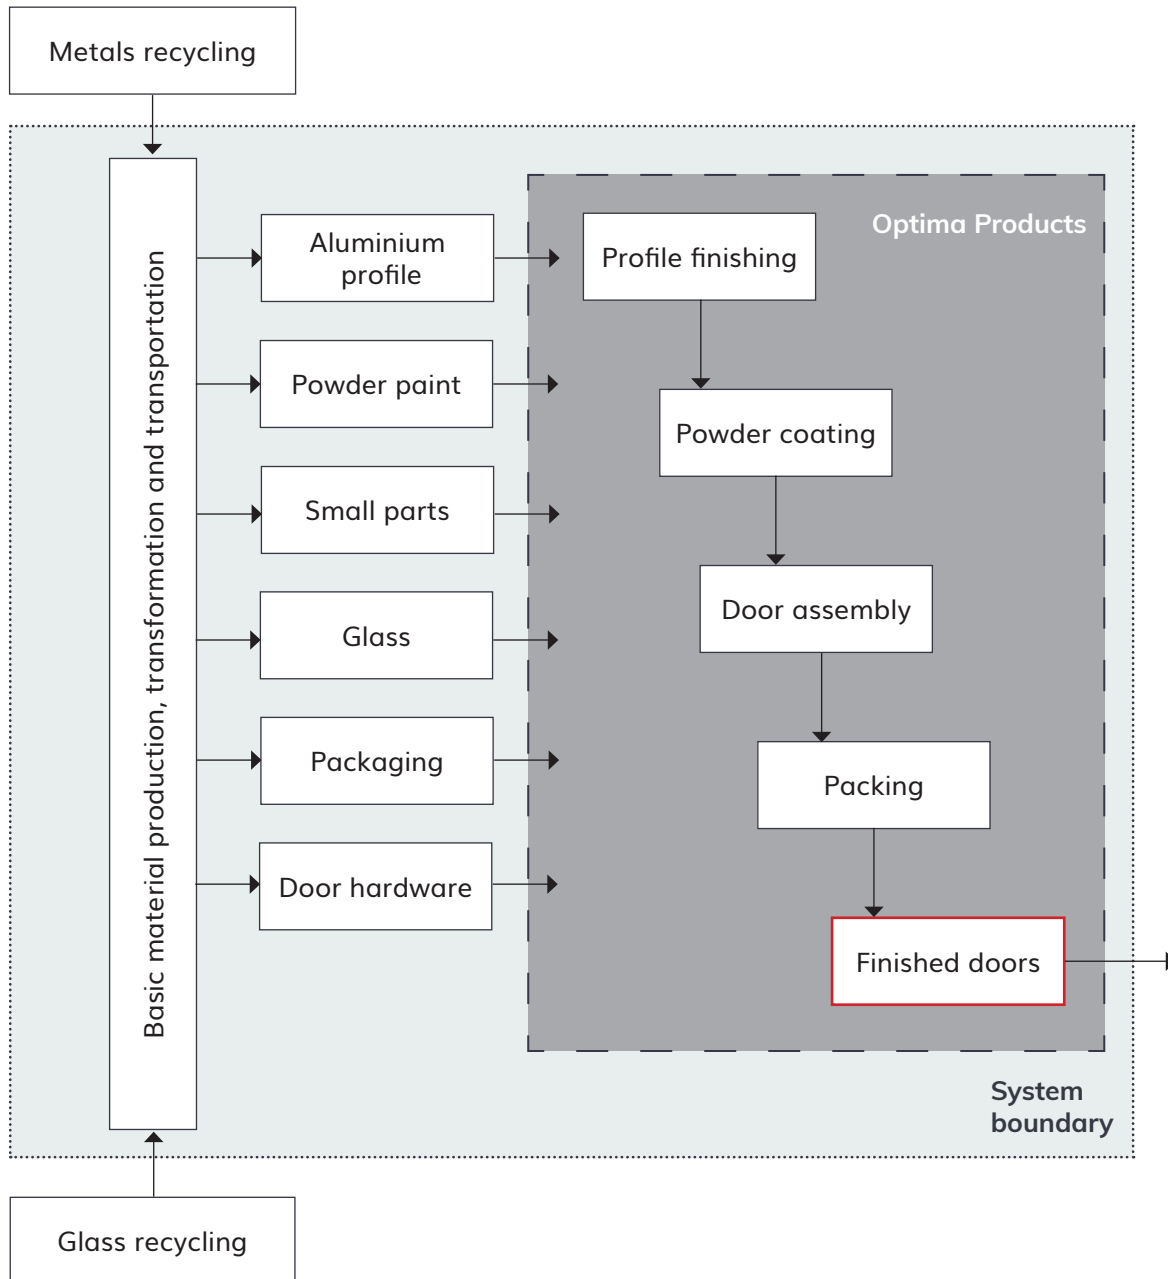 Metals recycling
Basic material production, transformation and transportation
Aluminium
profile
Powder paint
Small parts
Glass
Packaging
Door hardware
Optima Products
Profile finishing
Powder coating
Door assembly
Packing
Finished doors
System
boundary
Glass recycling